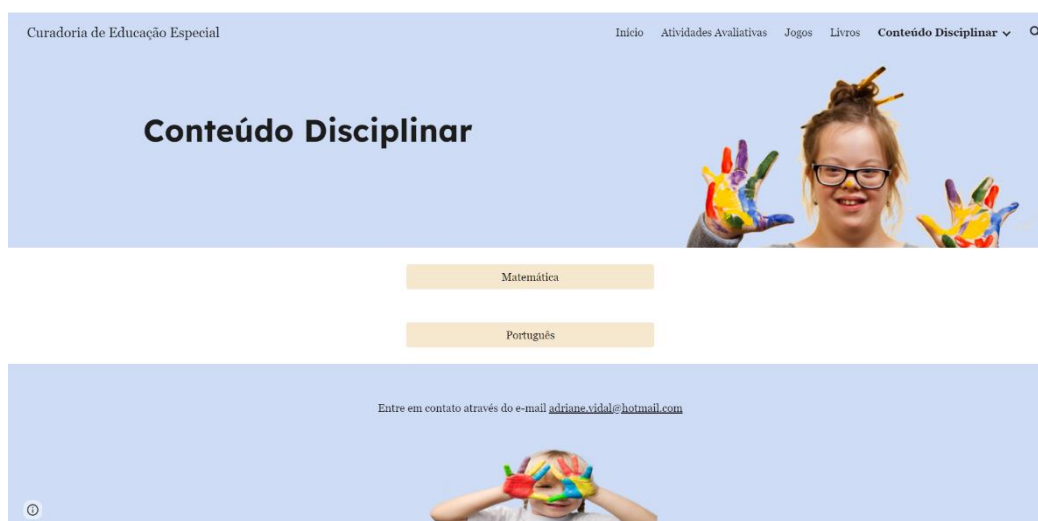 Curadoria de Educação Especial
Início Atividades Avaliativas Jogos Livros Conteúdo Disciplinar
Conteúdo Disciplinar
Matemática
Português
Entre em contato através do e-mail adriane.vidal@hotmail.com